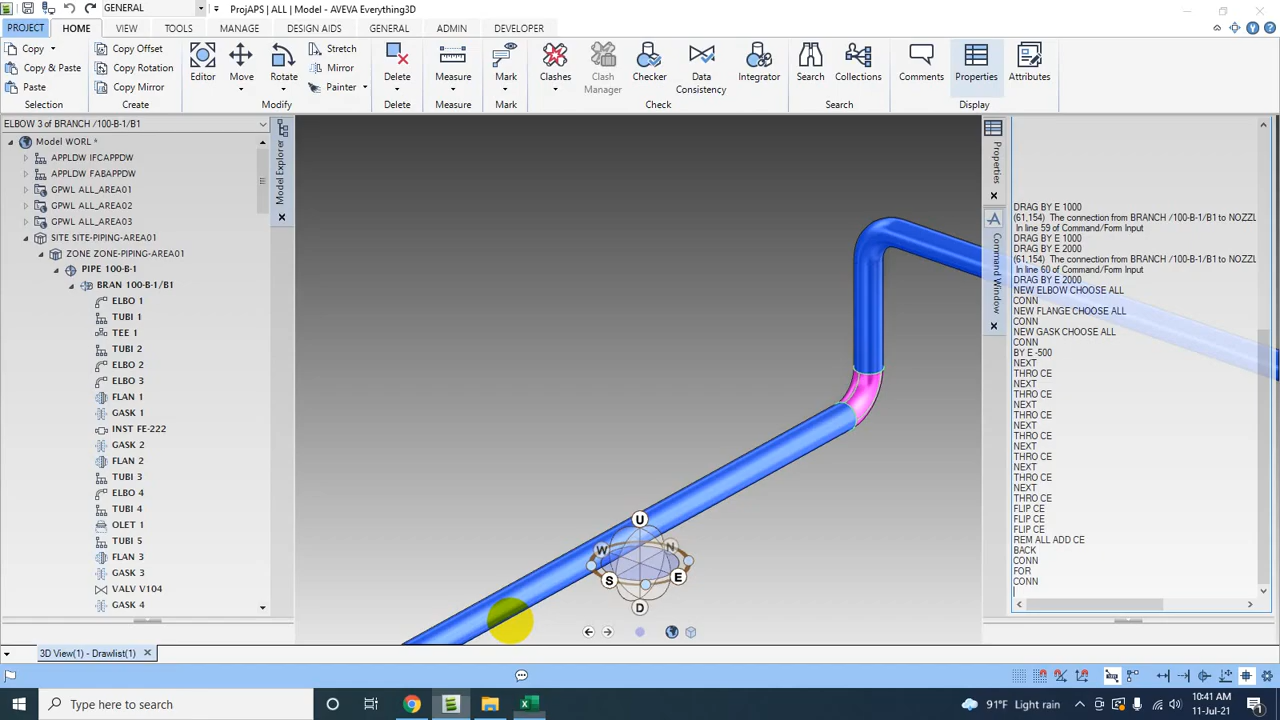 GENERAL
ProjAPS | ALL | Model - AVEVA Everything3D
PROJECT HOME VIEW TOOLS MANAGE DESIGN AIDS GENERAL ADMIN DEVELOPER
Copy
Copy & Paste
Paste
Selection
Copy Offset
Copy Rotation
Copy Mirror
Create
Editor
Move
Rotate
Stretch
Mirror
Painter
Modify
Delete
Delete
Measure
Measure
Mark
Mark
Clashes
Clash
Manager
Checker
Data
Consistency
Integrator
Check
Search
Collections
Search
Comments
Properties
Attributes
Display
ELBOW 3 of BRANCH /100-B-1/B1
Model WORL *
APPLDW IFCAPPDW
APPLDW FABAPPDW
GPWL ALL_AREA01
GPWL ALL_AREA02
GPWL ALL_AREA03
SITE SITE-PIPING-AREA01
ZONE ZONE-PIPING-AREA01
PIPE 100-B-1
BRAN 100-B-1/B1
ELBO 1
TUBI 1
TEE 1
TUBI 2
ELBO 2
ELBO 3
FLAN 1
GASK 1
INST FE-222
GASK 2
FLAN 2
TUBI 3
ELBO 4
TUBI 4
OLET 1
TUBI 5
FLAN 3
GASK 3
VALV V104
GASK 4
Model Explorer
U
W
N
S
E
D
Properties
Command Window
DRAG BY E 1000
(61,154) The connection from BRANCH /100-B-1/B1 to NOZZL
In line 59 of Command/Form Input
DRAG BY E 1000
DRAG BY E 2000
(61,154) The connection from BRANCH /100-B-1/B1 to NOZZL
In line 60 of Command/Form Input
DRAG BY E 2000
NEW ELBOW CHOOSE ALL
CONN
NEW FLANGE CHOOSE ALL
CONN
NEW GASK CHOOSE ALL
CONN
BY E -500
NEXT
THRO CE
NEXT
THRO CE
NEXT
THRO CE
NEXT
THRO CE
NEXT
THRO CE
NEXT
THRO CE
NEXT
THRO CE
FLIP CE
FLIP CE
FLIP CE
REM ALL ADD CE
BACK
CONN
FOR
CONN
3D View(1) - Drawlist(1)
Type here to search
91°F Light rain
10:41 AM
11-Jul-21